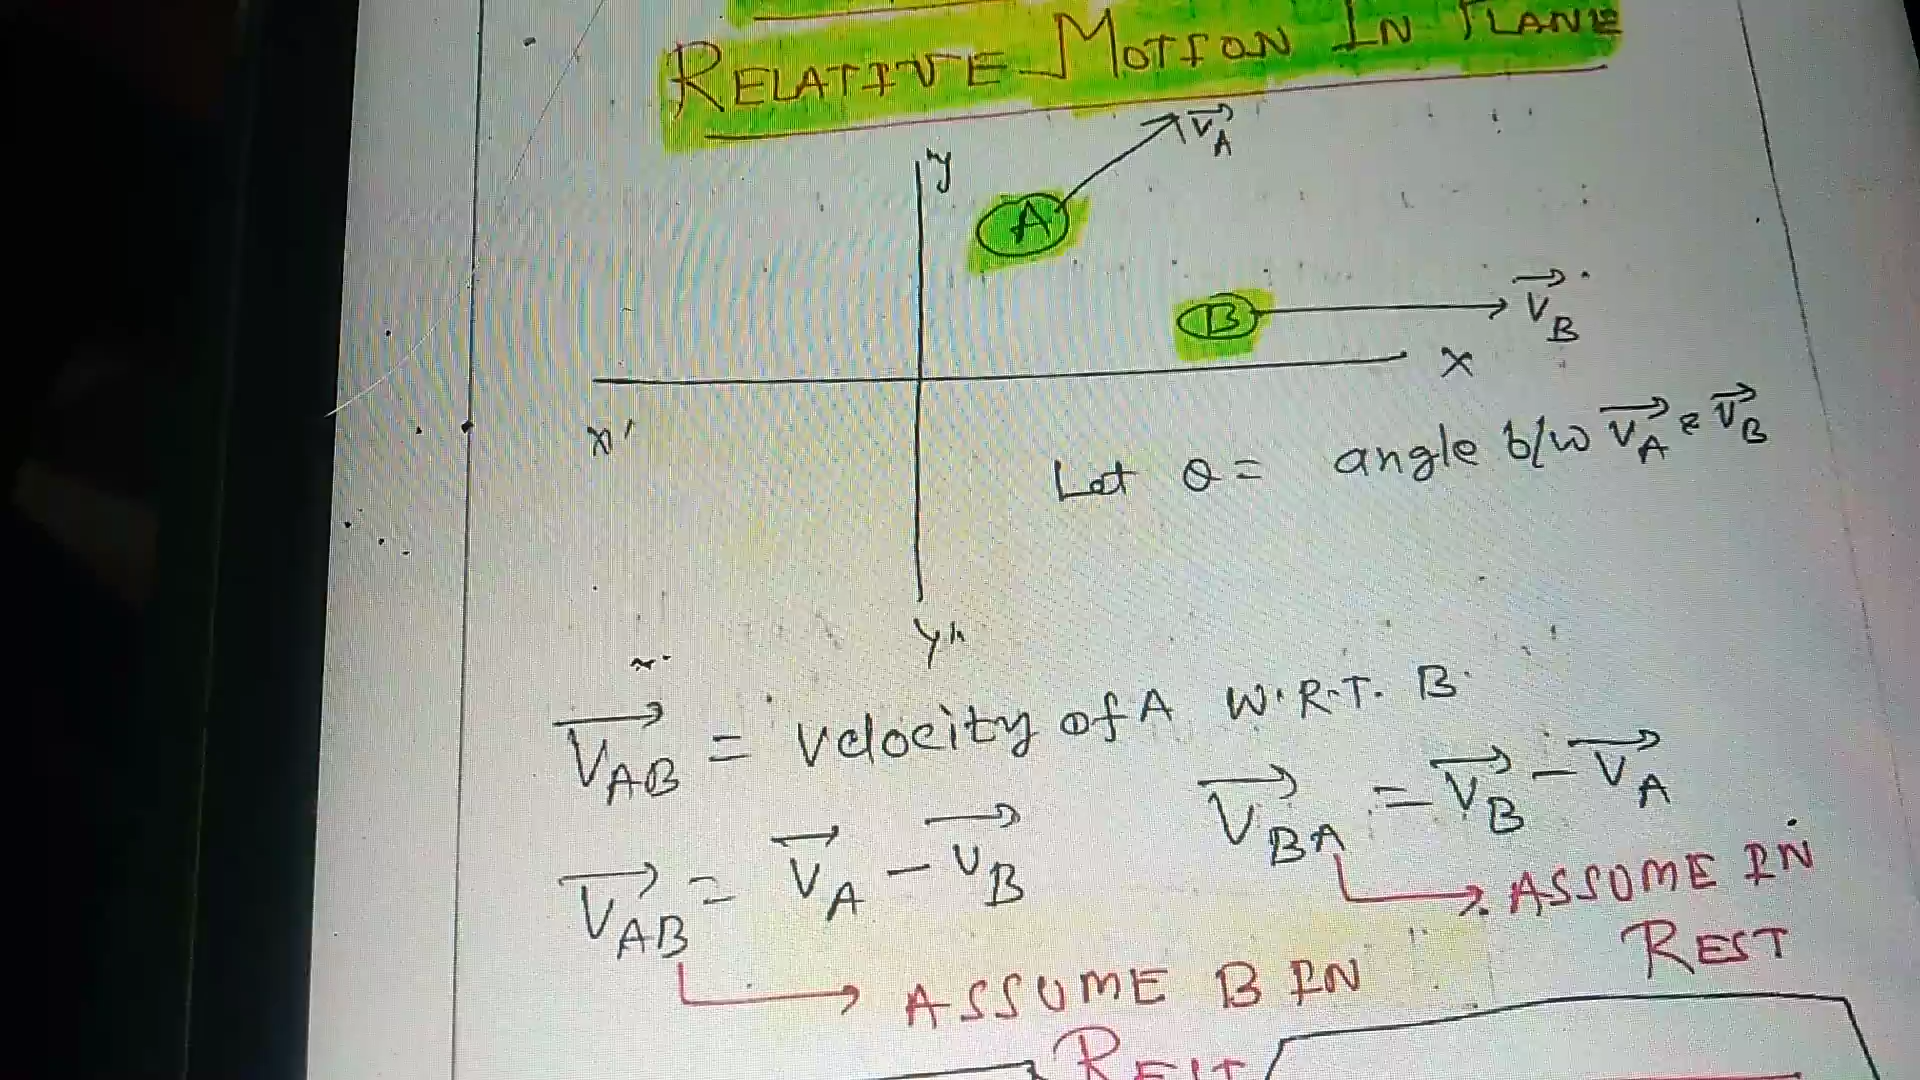 RELATIVE MOTION IN PLANE
y
V⃗A
A
B
V⃗B
x
x'
Let θ = angle b/w V⃗A & V⃗B
y'
V⃗AB = Velocity of A W.R.T. B
V⃗AB = V⃗A - V⃗B
V⃗BA = V⃗B - V⃗A
ASSUME IN
REST
ASSUME B IN
REST